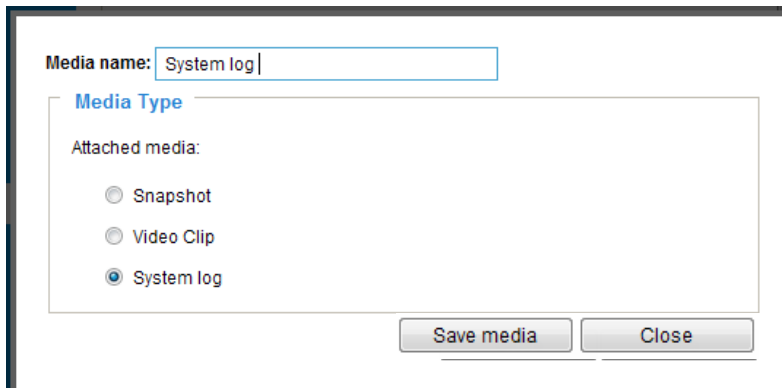 Media name: System log
Media Type
Attached media:
Snapshot
Video Clip
System log
Save media Close